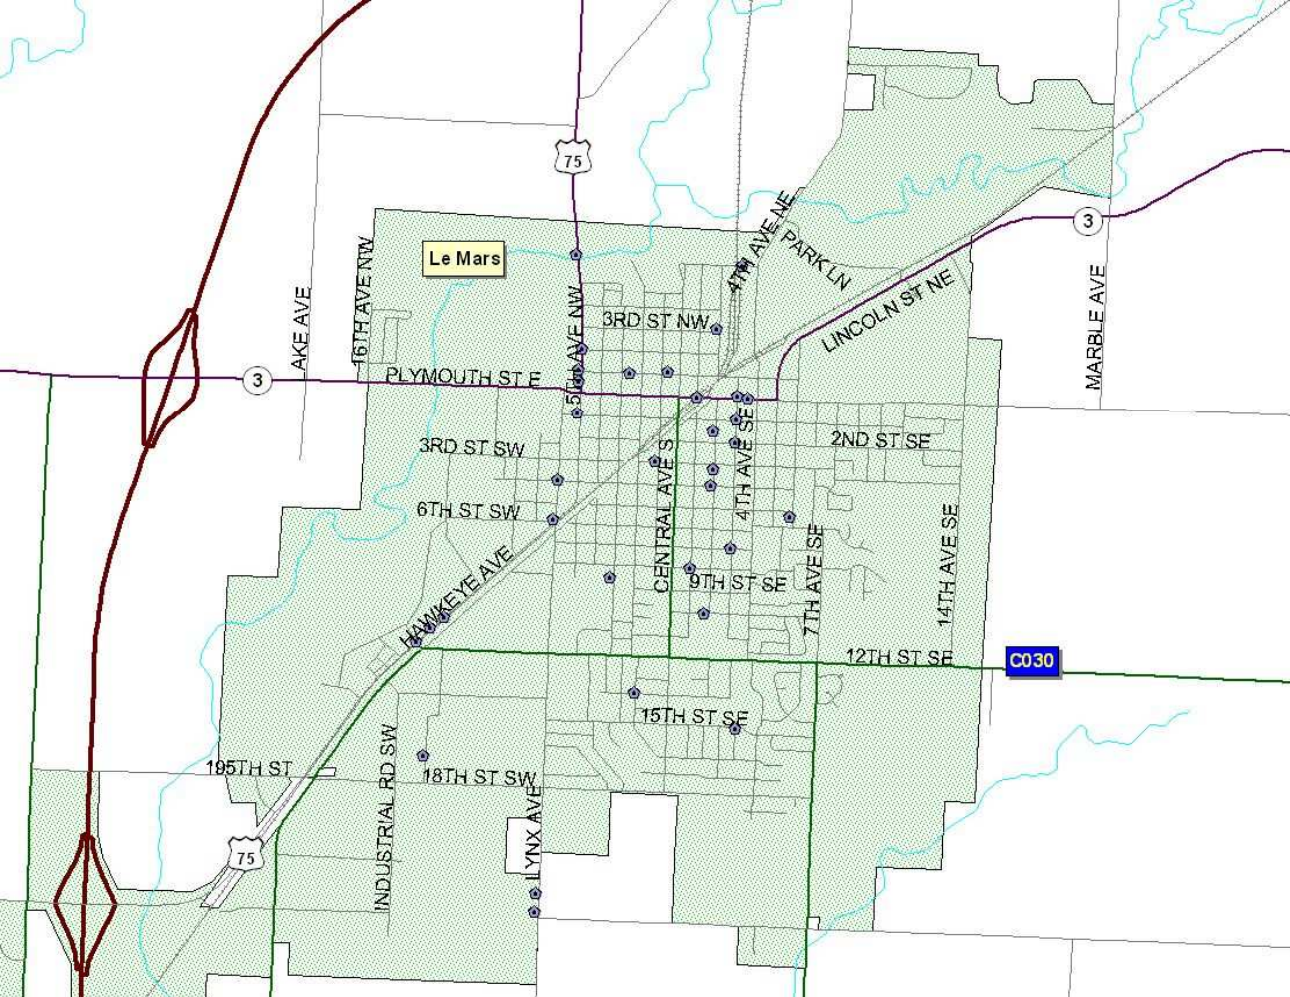 75
3
4TH AVE NE
PARK LN
16TH AVE NW
Le Mars
AKE AVE
5TH AVE NW
3RD ST NW
LINCOLN ST NE
MARBLE AVE
3
PLYMOUTH ST E
3RD ST SW
CENTRAL AVE S
4TH AVE SE
2ND ST SE
6TH ST SW
HAWKEYE AVE
9TH ST SE
7TH AVE SE
14TH AVE SE
12TH ST SE
C030
15TH ST SE
195TH ST
INDUSTRIAL RD SW
18TH ST SW
LYNX AVE
75